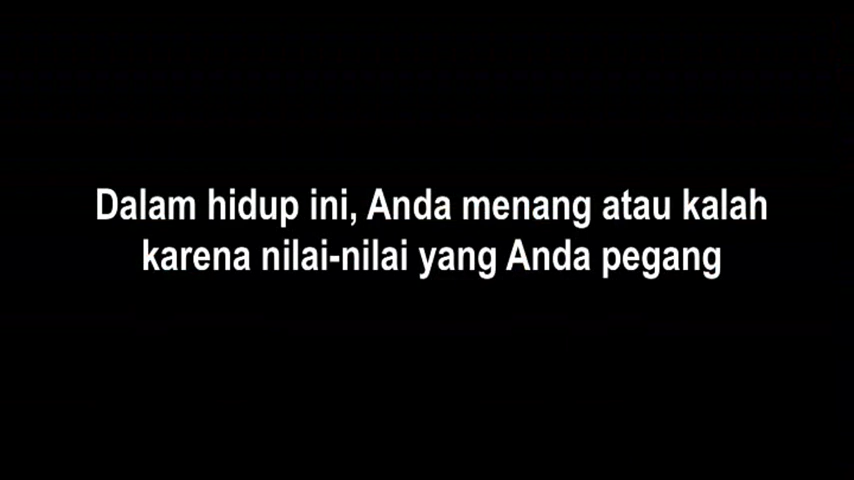 Dalam hidup ini, Anda menang atau kalah
karena nilai-nilai yang Anda pegang